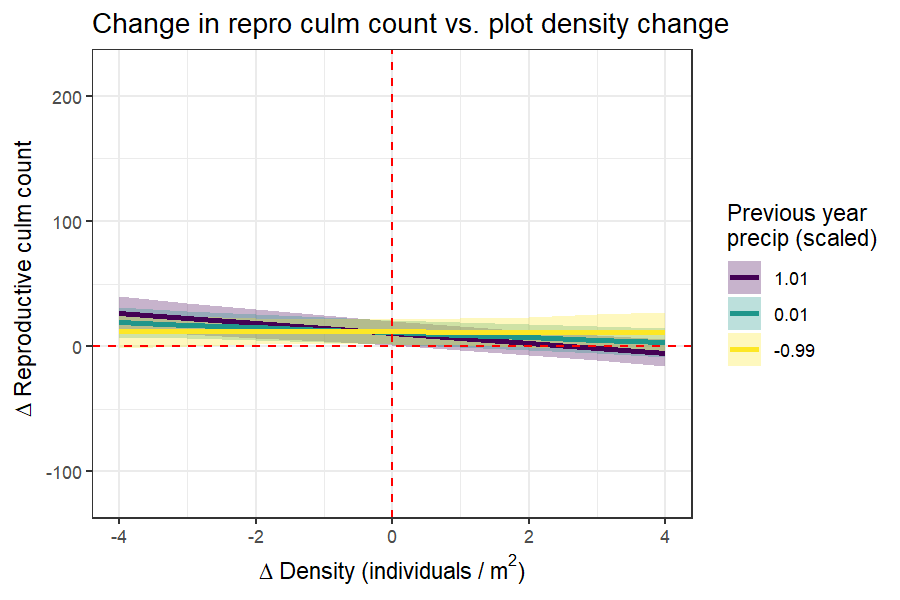 Change in repro culm count vs. plot density change
200
100
0
-100
Δ Reproductive culm count
-4
-2
0
2
4
Δ Density (individuals / m²)
Previous year
precip (scaled)
1.01
0.01
-0.99